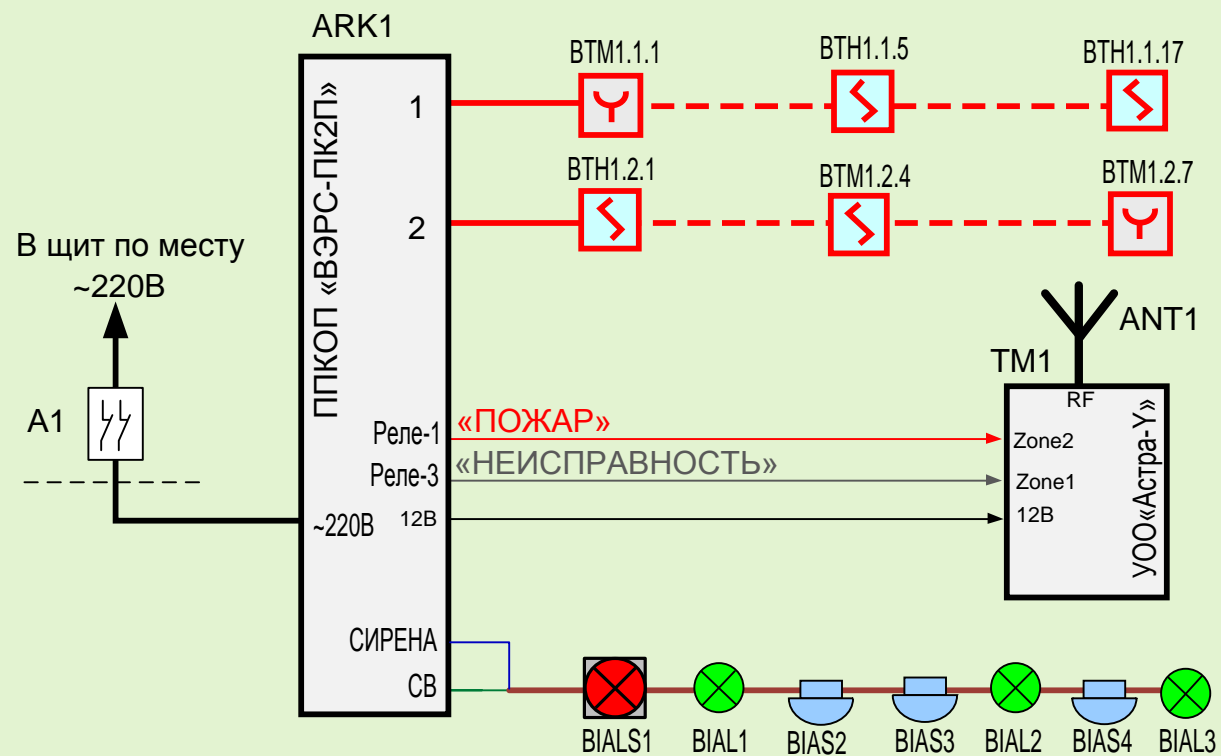 ARK1
ППКОП «ВЭРС-ПК2П»
1
BTM1.1.1
BTH1.1.5
BTH1.1.17
2
BTH1.2.1
BTM1.2.4
BTM1.2.7
В щит по месту
~220В
A1
ANT1
TM1
RF
УОО«Астра-Y»
Реле-1
«ПОЖАР»
Zone2
Реле-3
«НЕИСПРАВНОСТЬ»
Zone1
~220В
12В
12В
СИРЕНА
СВ
BIALS1
BIAL1
BIAS2
BIAS3
BIAL2
BIAS4
BIAL3